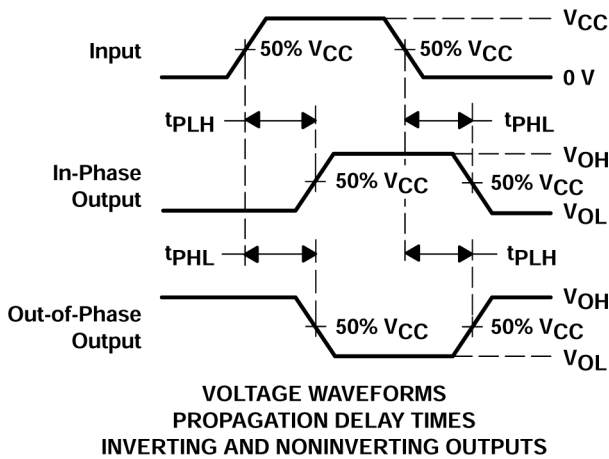 Input
50% VCC
50% VCC
VCC
0 V
tPLH
tPHL
In-Phase
Output
50% VCC
50% VCC
VOH
VOL
tPHL
tPLH
Out-of-Phase
Output
50% VCC
50% VCC
VOH
VOL
VOLTAGE WAVEFORMS
PROPAGATION DELAY TIMES
INVERTING AND NONINVERTING OUTPUTS